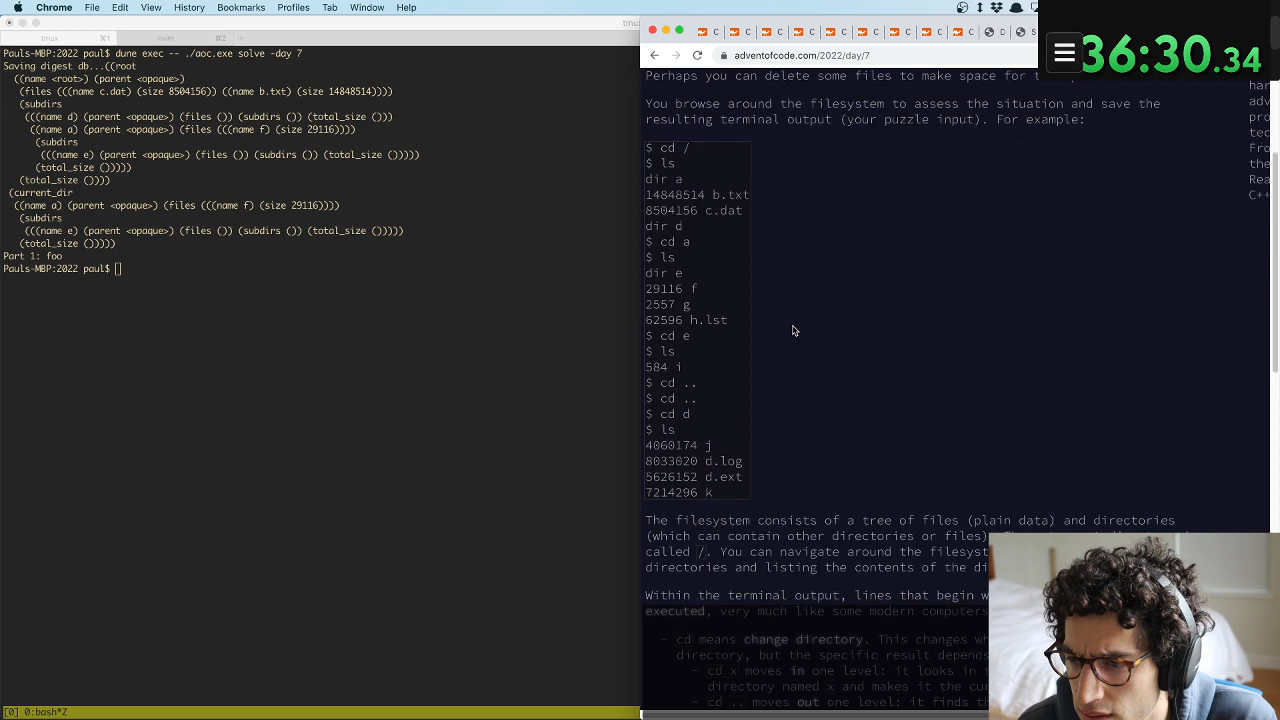 Adium View History Bookmarks Profiles Tab Window Help
tmux ⌘1 nvim ⌘2 +
Pauls-MBP:2022 paul$ dune exec -- ./aoc.exe solve -day 7
Saving digest db...((root
((name <root>) (parent <opaque>)
(files (((name c.dat) (size 8504156)) ((name b.txt) (size 14848514))))
(subdirs
(((name d) (parent <opaque>) (files ()) (subdirs ()) (total_size ()))
((name a) (parent <opaque>) (files (((name f) (size 29116))))
(subdirs
(((name e) (parent <opaque>) (files ()) (subdirs ()) (total_size ()))))
(total_size ()))))
(total_size ())))
(current_dir
((name a) (parent <opaque>) (files (((name f) (size 29116))))
(subdirs
(((name e) (parent <opaque>) (files ()) (subdirs ()) (total_size ()))))
(total_size ()))))
Part 1: foo
Pauls-MBP:2022 paul$
[0] 0:bash*Z
36:30.34
adventofcode.com/2022/day/7
Perhaps you can delete some files to make space for
You browse around the filesystem to assess the situation and save the
resulting terminal output (your puzzle input). For example:
$ cd /
$ ls
dir a
14848514 b.txt
8504156 c.dat
dir d
$ cd a
$ ls
dir e
29116 f
2557 g
62596 h.lst
$ cd e
$ ls
584 i
$ cd ..
$ cd ..
$ cd d
$ ls
4060174 j
8033020 d.log
5626152 d.ext
7214296 k
The filesystem consists of a tree of files (plain data) and directories
(which can contain other directories or files).
called /. You can navigate around the
directories and listing the contents of the
Within the terminal output, lines that begin
executed, very much like some modern computers
- cd means change directory. This changes
directory, but the specific result depends
- cd x moves in one level: it looks in
directory named x and makes it the
- cd .. moves out one level: it finds
C++